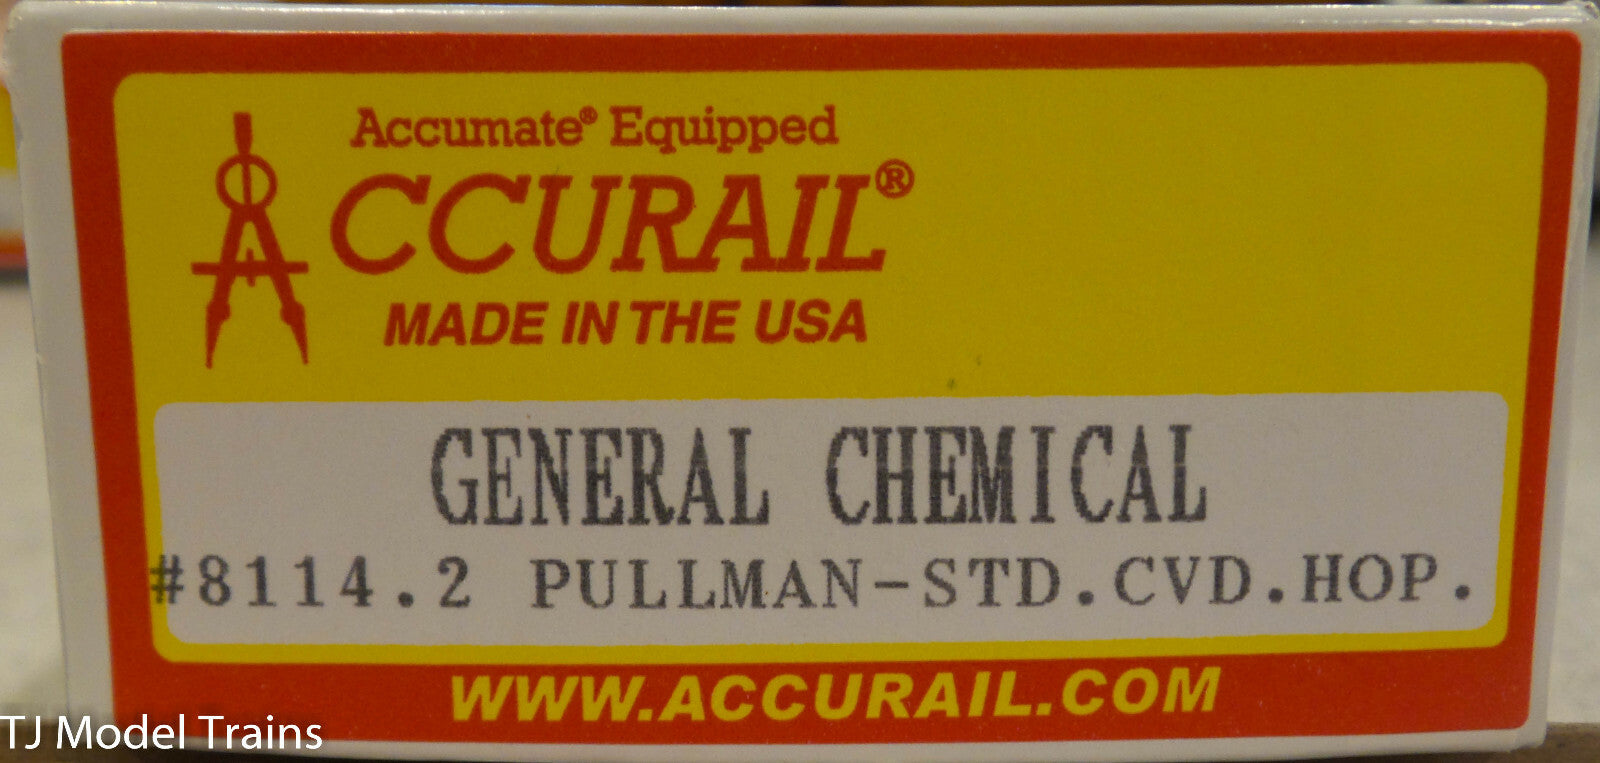 Accumate® Equipped
ACCURAIL®
MADE IN THE USA
GENERAL CHEMICAL
#8114.2 PULLMAN-STD.CVD.HOP.
WWW.ACCURAIL.COM
TJ Model Trains